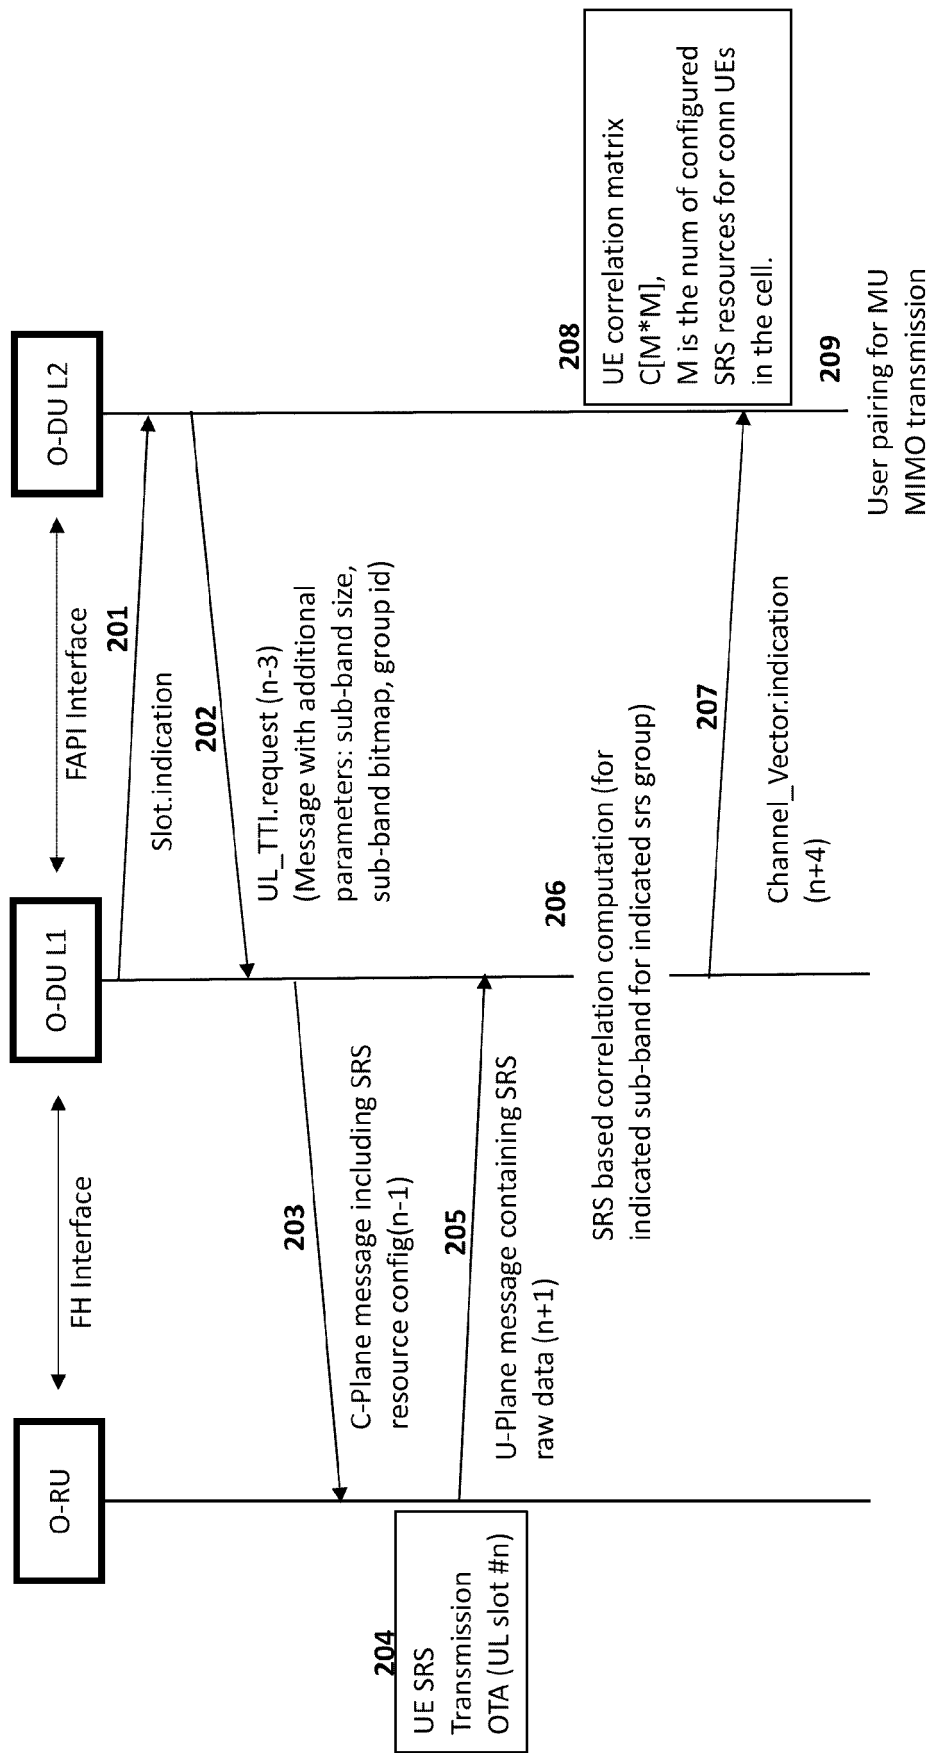 O-RU
FH Interface
O-DU L1
FAPI Interface
O-DU L2
201
Slot.indication
202
UL_TTI.request (n-3)
(Message with additional
parameters: sub-band size,
sub-band bitmap, group id)
203
C-Plane message including SRS
resource config(n-1)
204
UE SRS
Transmission
OTA (UL slot #n)
205
U-Plane message containing SRS
raw data (n+1)
206
SRS based correlation computation (for
indicated sub-band for indicated srs group)
207
Channel_Vector.indication
(n+4)
208
UE correlation matrix
C[M*M],
M is the num of configured
SRS resources for conn UEs
in the cell.
209
User pairing for MU
MIMO transmission